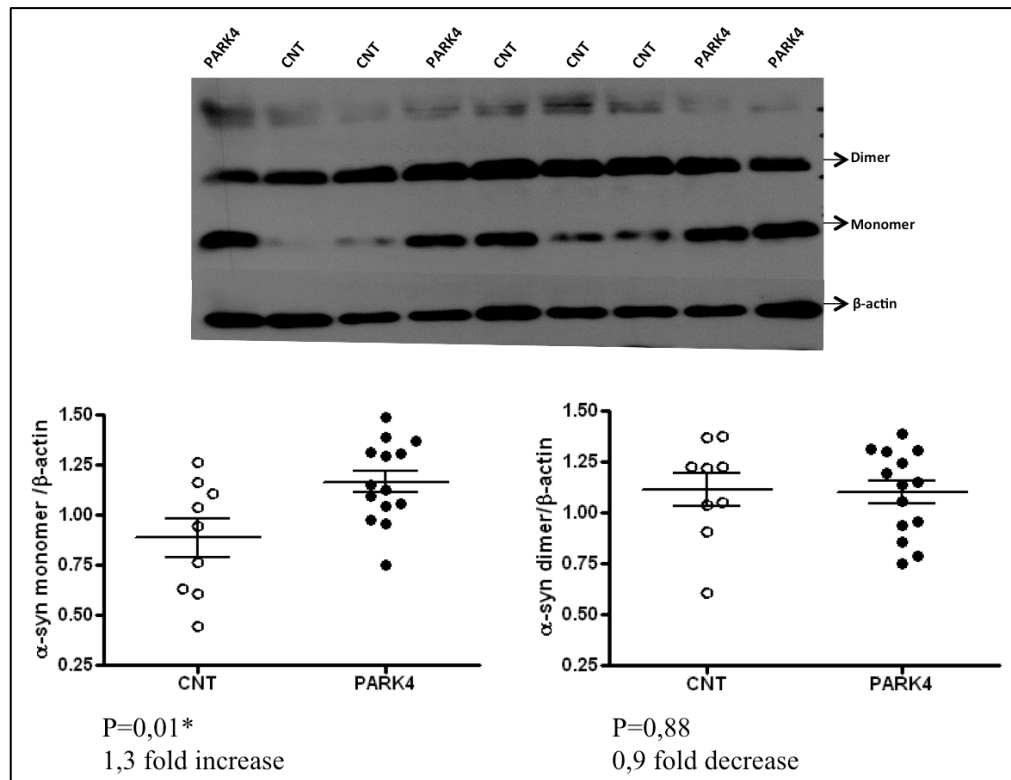 PARK4 CNT CNT PARK4 CNT CNT CNT PARK4 PARK4
Dimer
Monomer
β-actin
1.50
1.25
1.00
0.75
0.50
0.25
α-syn monomer /β-actin
CNT PARK4
P=0,01*
1,3 fold increase
1.50
1.25
1.00
0.75
0.50
0.25
α-syn dimer/β-actin
CNT PARK4
P=0,88
0,9 fold decrease